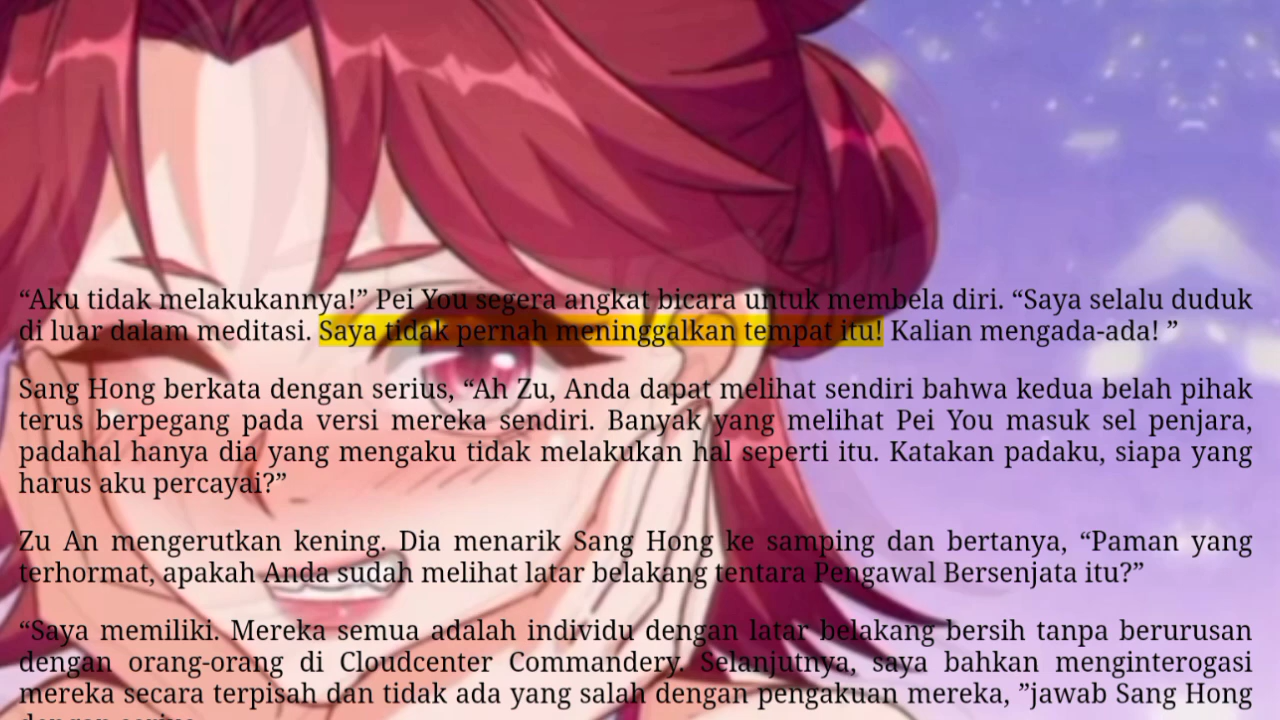 “Aku tidak melakukannya!” Pei You segera angkat bicara untuk membela diri. “Saya selalu duduk
di luar dalam meditasi. Saya tidak pernah meninggalkan tempat itu! Kalian mengada-ada! ”
Sang Hong berkata dengan serius, “Ah Zu, Anda dapat melihat sendiri bahwa kedua belah pihak
terus berpegang pada versi mereka sendiri. Banyak yang melihat Pei You masuk sel penjara,
padahal hanya dia yang mengaku tidak melakukan hal seperti itu. Katakan padaku, siapa yang
harus aku percayai?”
Zu An mengerutkan kening. Dia menarik Sang Hong ke samping dan bertanya, “Paman yang
terhormat, apakah Anda sudah melihat latar belakang tentara Pengawal Bersenjata itu?”
“Saya memiliki. Mereka semua adalah individu dengan latar belakang bersih tanpa berurusan
dengan orang-orang di Cloudcenter Commandery. Selanjutnya, saya bahkan menginterogasi
mereka secara terpisah dan tidak ada yang salah dengan pengakuan mereka, ”jawab Sang Hong